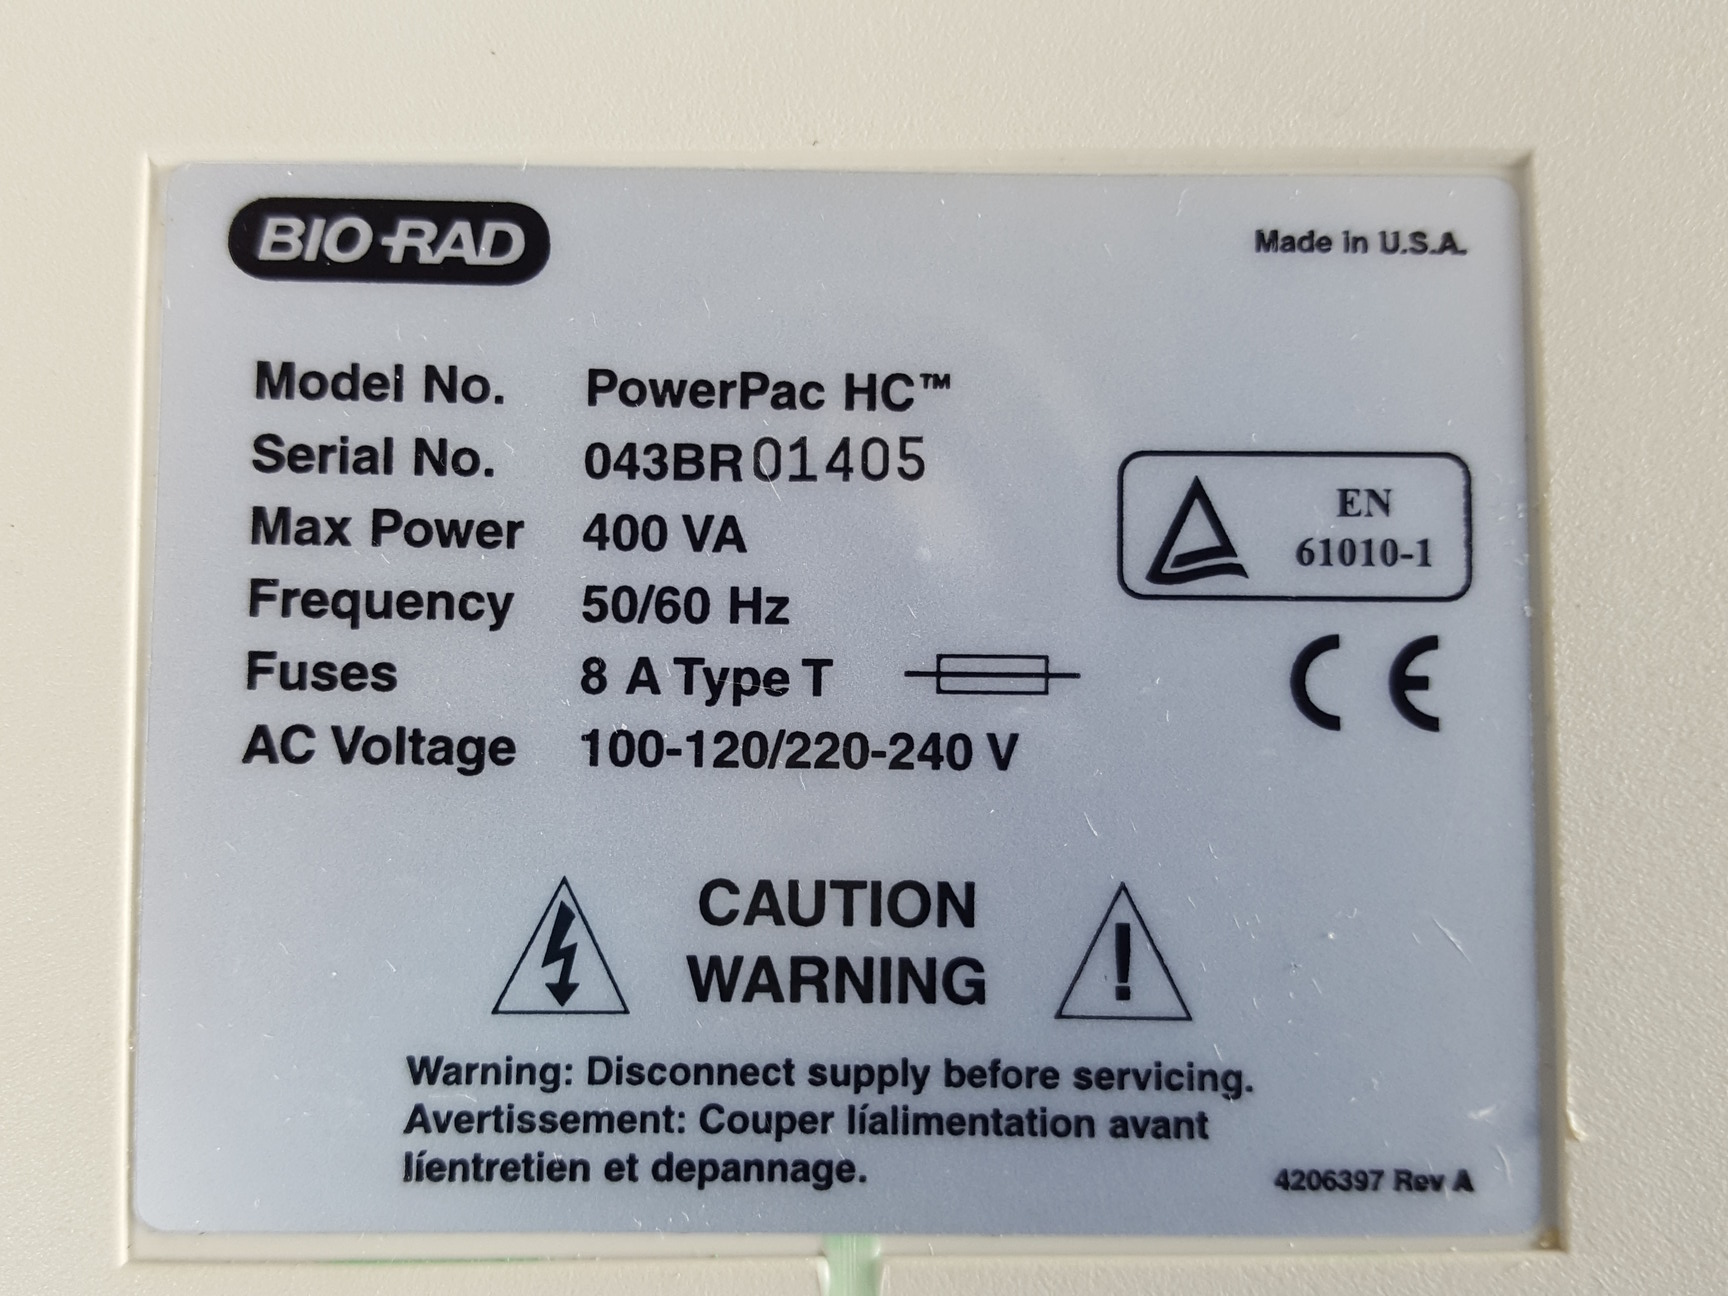 BIO-RAD
Made in U.S.A.
Model No. PowerPac HC™
Serial No. 043BR01405
Max Power 400 VA
Frequency 50/60 Hz
Fuses 8 A Type T
AC Voltage 100-120/220-240 V
EN
61010-1
CE
CAUTION
WARNING
!
Warning: Disconnect supply before servicing.
Avertissement: Couper líalimentation avant
líentretien et depannage.
4206397 Rev A